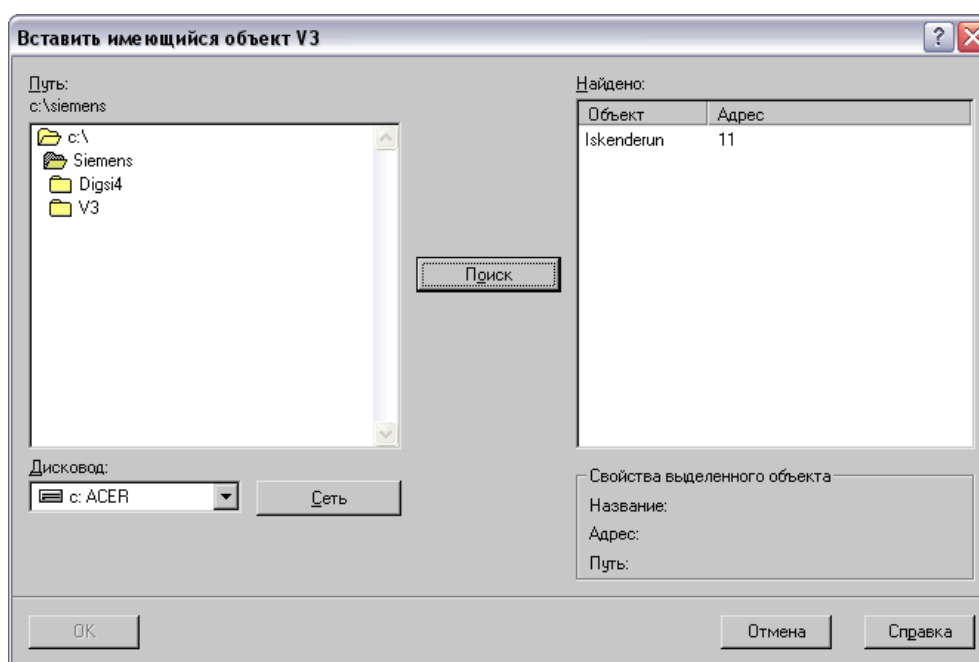 Вставить имеющийся объект V3
?
Путь:
c:\siemens
c:\
Siemens
Digsi4
V3
Дисковод:
c: ACER
Сеть
Поиск
Найдено:
Объект Адрес
Iskenderun 11
Свойства выделенного объекта
Название:
Адрес:
Путь:
OK
Отмена
Справка